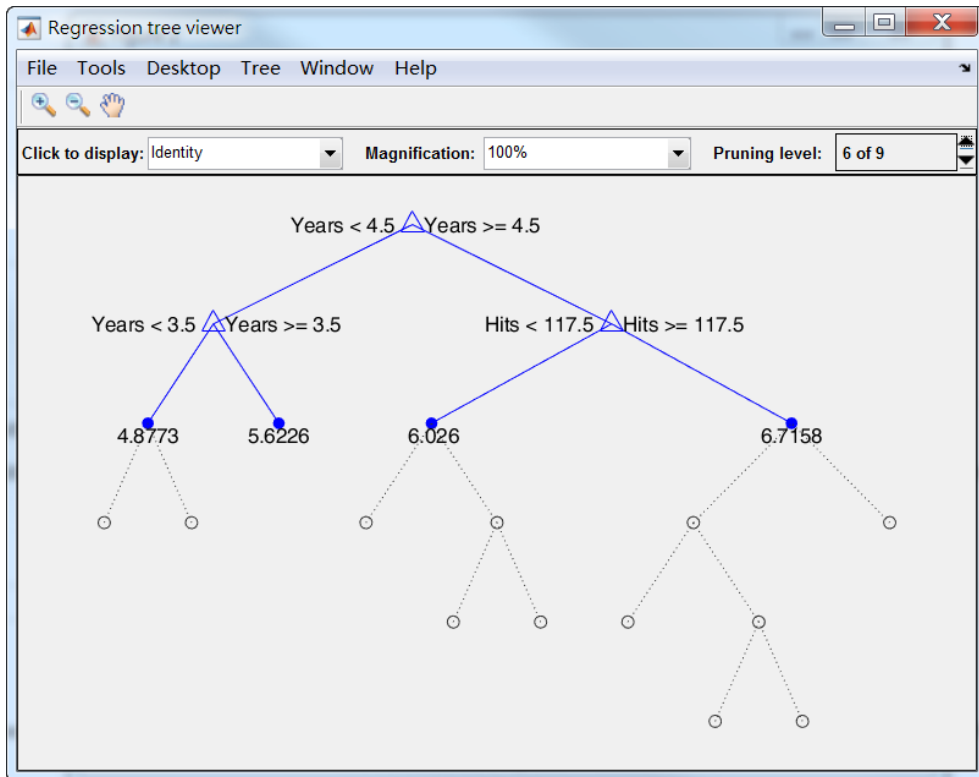 Regression tree viewer
File Tools Desktop Tree Window Help
Click to display: Identity Magnification: 100% Pruning level: 6 of 9
Years < 4.5 Years >= 4.5
Years < 3.5 Years >= 3.5 Hits < 117.5 Hits >= 117.5
4.8773 5.6226 6.026 6.7158